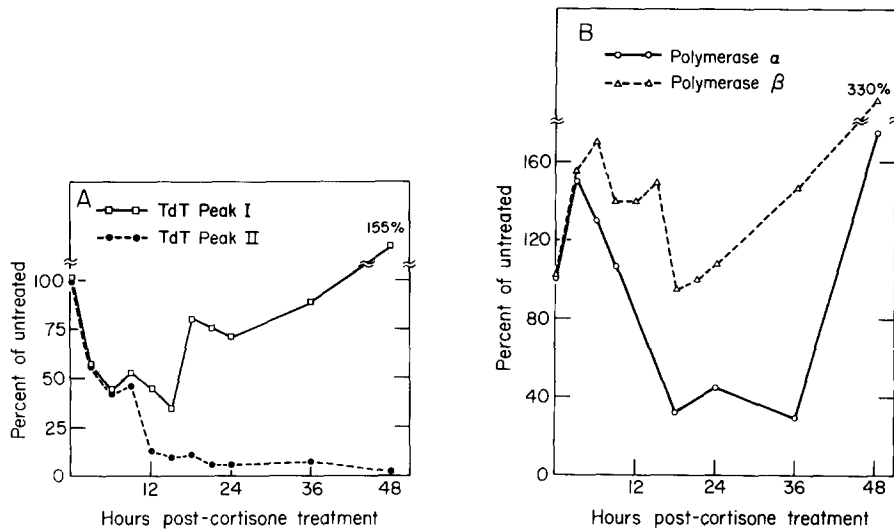 A
TdT Peak I
TdT Peak II
155%
100
75
50
25
0
12
24
36
48
Percent of untreated
Hours post-cortisone treatment
B
Polymerase α
Polymerase β
330%
160
120
80
40
0
12
24
36
48
Percent of untreated
Hours post-cortisone treatment